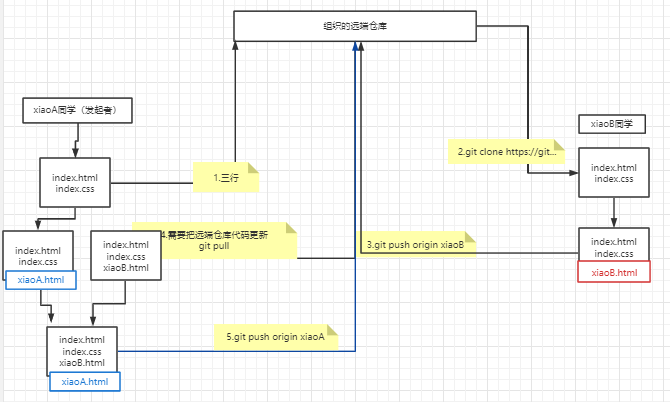 组织的远端仓库
xiaoA同学（发起者）
xiaoB同学
2.git clone https://git...
index.html
index.css
1.三行
index.html
index.css
index.html
index.css
xiaoA.html
index.html
index.css
xiaoB.html
4.需要把远端仓库代码更新
git pull
3.git push origin xiaoB
index.html
index.css
xiaoB.html
5.git push origin xiaoA
index.html
index.css
xiaoB.html
xiaoA.html